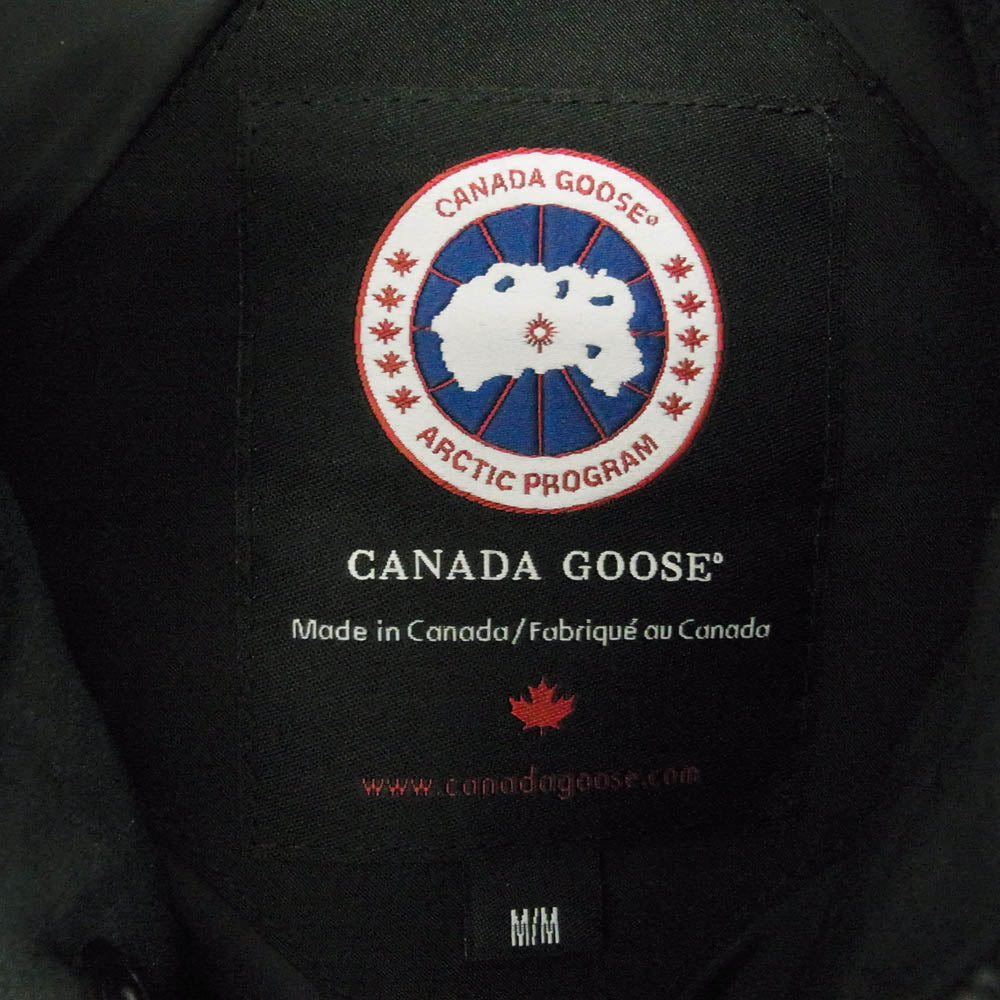 CANADA GOOSE®
ARCTIC PROGRAM
CANADA GOOSE®
Made in Canada/Fabriqué au Canada
www.canadagoose.com
M/M